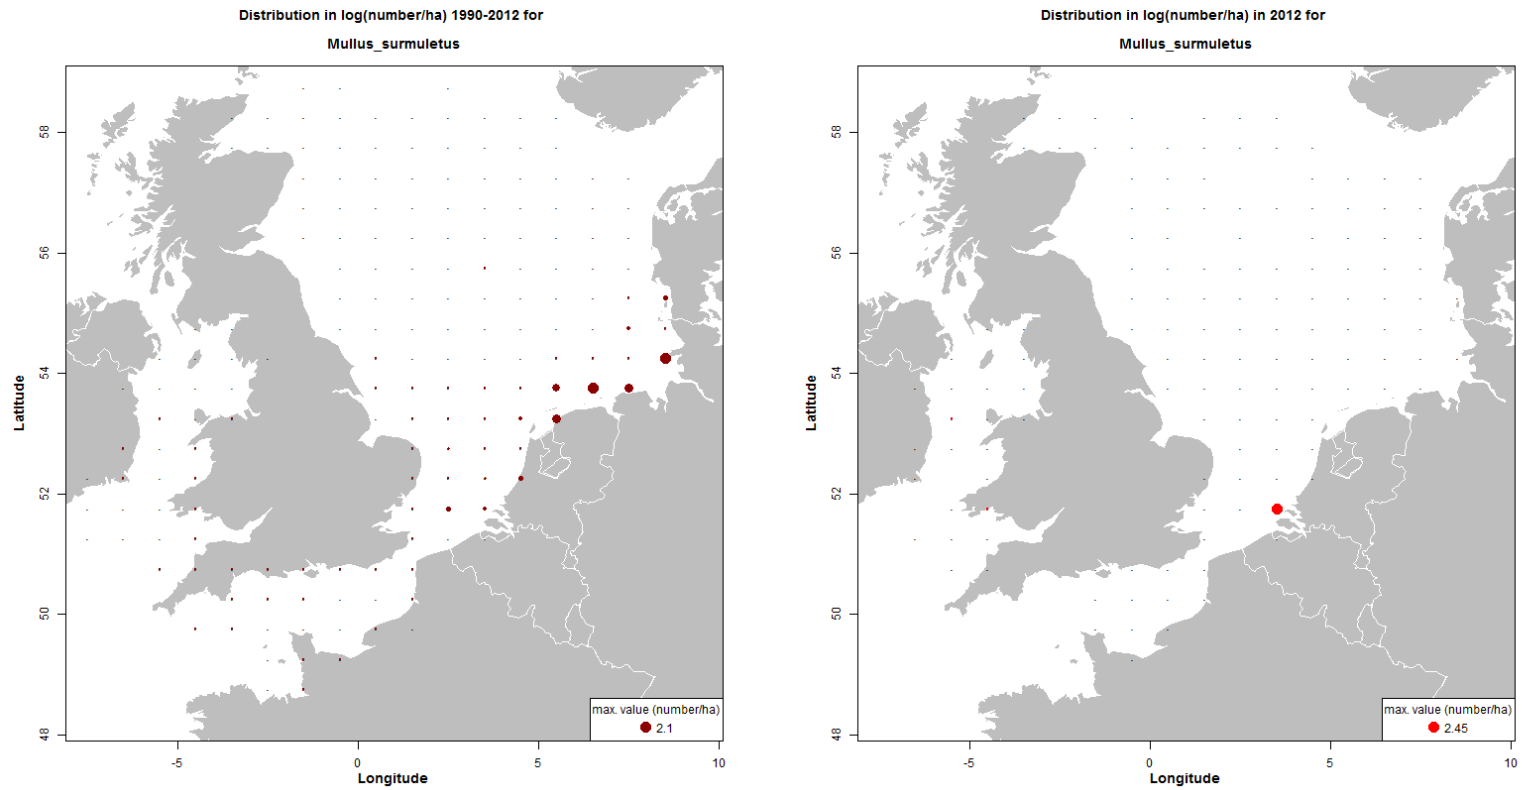 Distribution in log(number/ha) 1990-2012 for
Mullus_surmuletus
58
56
54
52
50
48
Latitude
-5
0
5
10
Longitude
max. value (number/ha)
2.1
Distribution in log(number/ha) in 2012 for
Mullus_surmuletus
58
56
54
52
50
48
Latitude
-5
0
5
10
Longitude
max. value (number/ha)
2.45